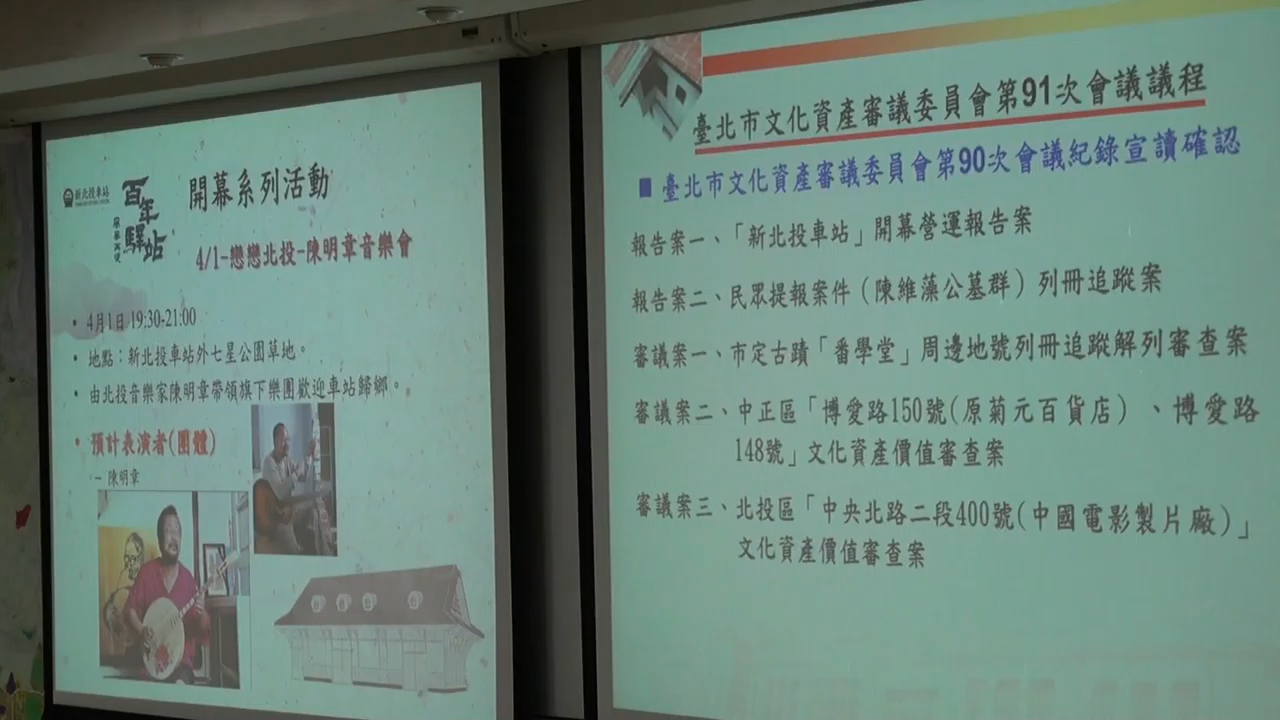 新北投車站
百年驛站
開幕系列活動
4/1-戀戀北投-陳明章音樂會
• 4月1日 19:30-21:00
• 地點：新北投車站外七星公園草地。
• 由北投音樂家陳明章帶領旗下樂團歡迎車站歸鄉。
• 預計表演者(團體)
– 陳明章
臺北市文化資產審議委員會第91次會議議程
■ 臺北市文化資產審議委員會第90次會議紀錄宣讀確認
報告案一、「新北投車站」開幕營運報告案
報告案二、民眾提報案件（陳維藻公墓群）列冊追蹤案
審議案一、市定古蹟「番學堂」周邊地號列冊追蹤解列審查案
審議案二、中正區「博愛路150號(原菊元百貨店）、博愛路
148號」文化資產價值審查案
審議案三、北投區「中央北路二段400號(中國電影製片廠)」
文化資產價值審查案